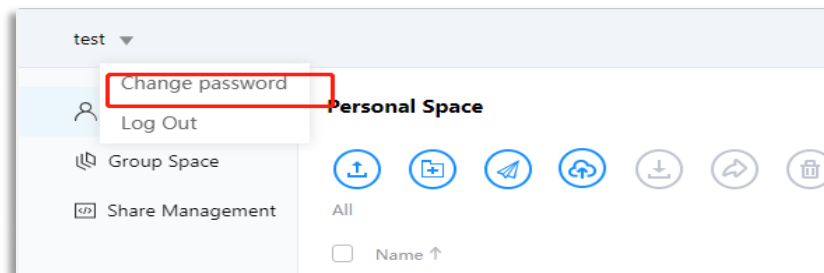 test
Change password
Log Out
Personal Space
Group Space
Share Management
All
Name ↑